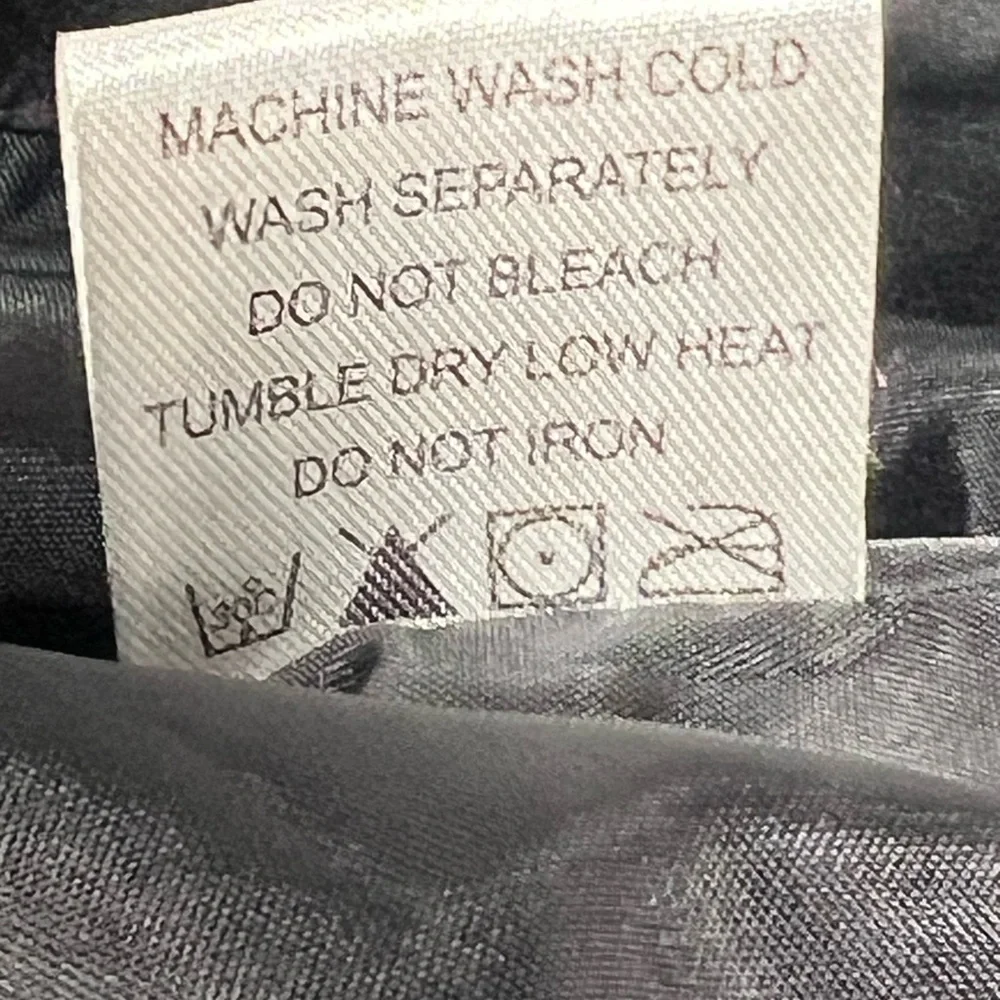 MACHINE WASH COLD
WASH SEPARATELY
DO NOT BLEACH
TUMBLE DRY LOW HEAT
DO NOT IRON